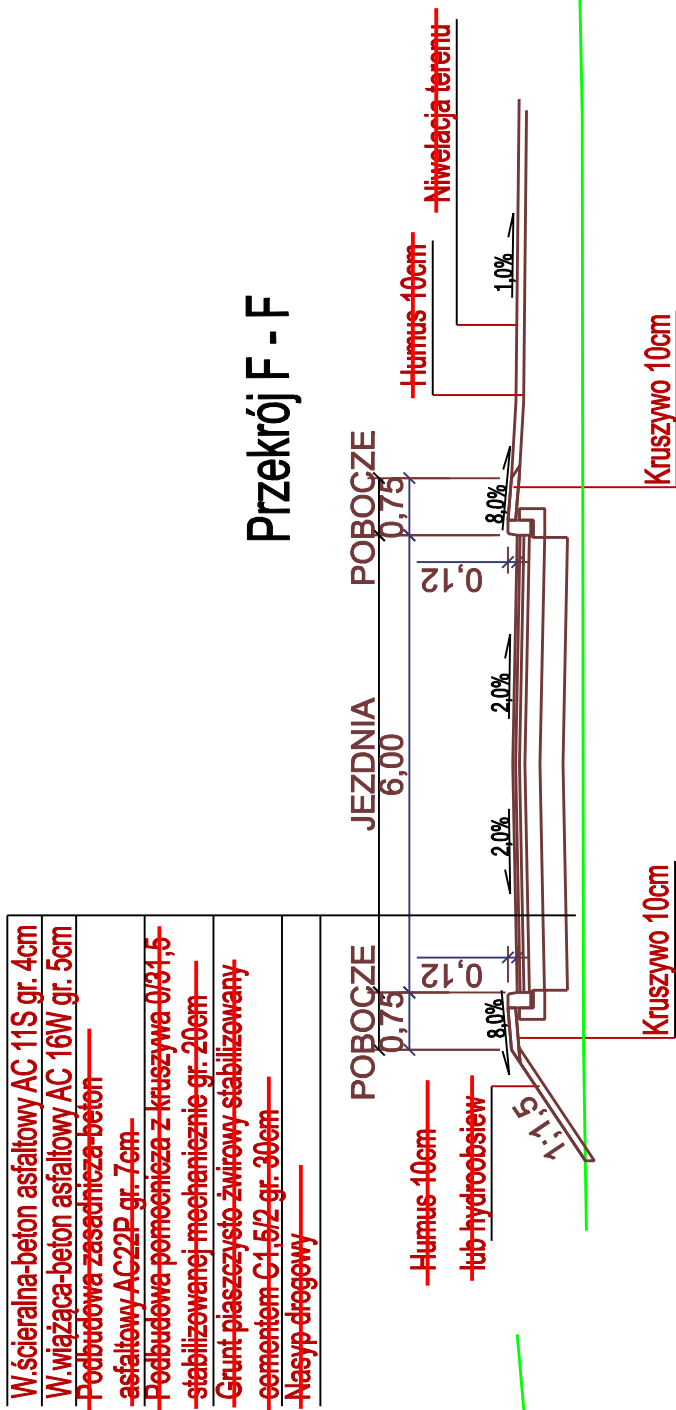 Przekrój F - F
W.ścieralna-beton asfaltowy AC 11S gr. 4cm
W.wiążąca-beton asfaltowy AC 16W gr. 5cm
Podbudowa zasadnicza-beton
asfaltowy AC22P gr. 7cm
Podbudowa pomocnicza z kruszywa 0/31,5
stabilizowanej mechanicznie gr. 20cm
Grunt piaszczysto żwirowy stabilizowany
cementem C1,5/2 gr. 30cm
Nasyp drogowy
POBOCZE
0,75
JEZDNIA
6,00
POBOCZE
0,75
Humus 10cm
Niwelacja terenu
0,12
0,12
8,0%
2,0%
2,0%
8,0%
1,0%
Humus 10cm
lub hydroobsiew
1:1,5
Kruszywo 10cm
Kruszywo 10cm